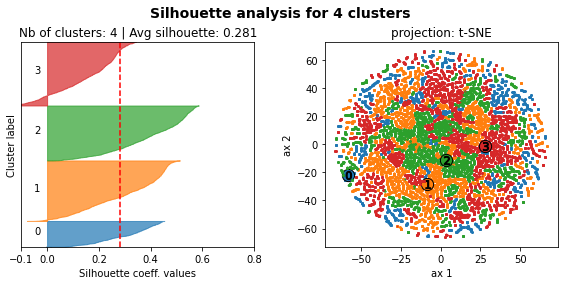 Silhouette analysis for 4 clusters
Nb of clusters: 4 | Avg silhouette: 0.281
Cluster label
3
2
1
0
−0.1 0.0 0.2 0.4 0.6 0.8
Silhouette coeff. values
projection: t-SNE
ax 2
60
40
20
0
−20
−40
−60
0
1
2
3
−50 −25 0 25 50
ax 1